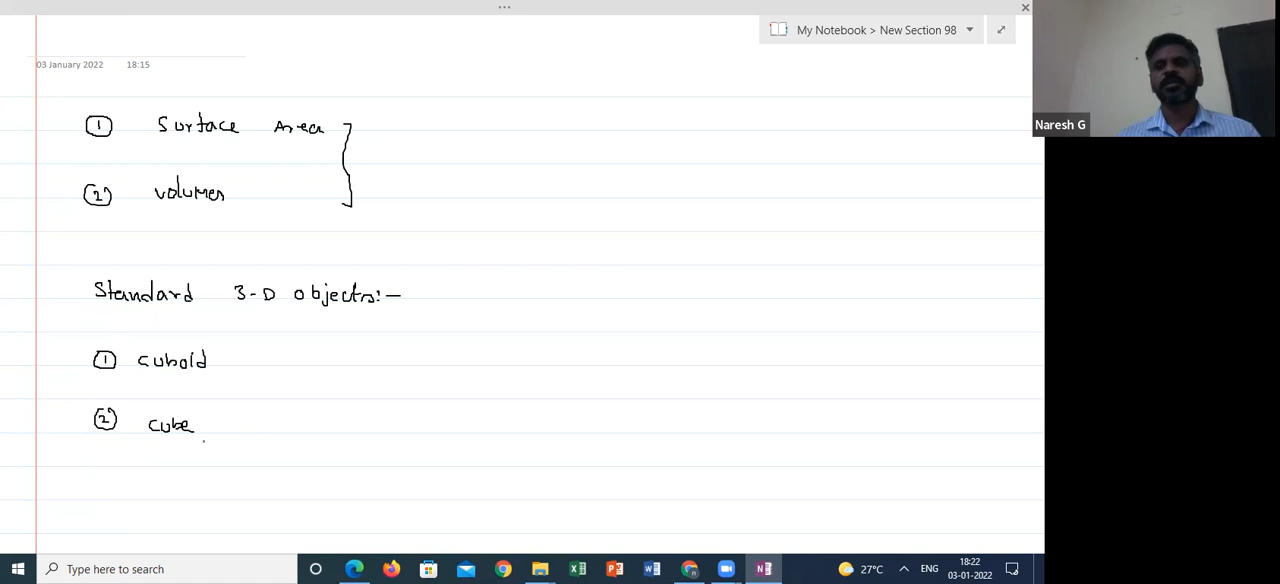 My Notebook > New Section 98
03 January 2022 18:15
① Surface Area
② volumes
Standard 3-D objects:-
① cuboid
② cube
Naresh G
Type here to search
27°C ENG 18:22
03-01-2022